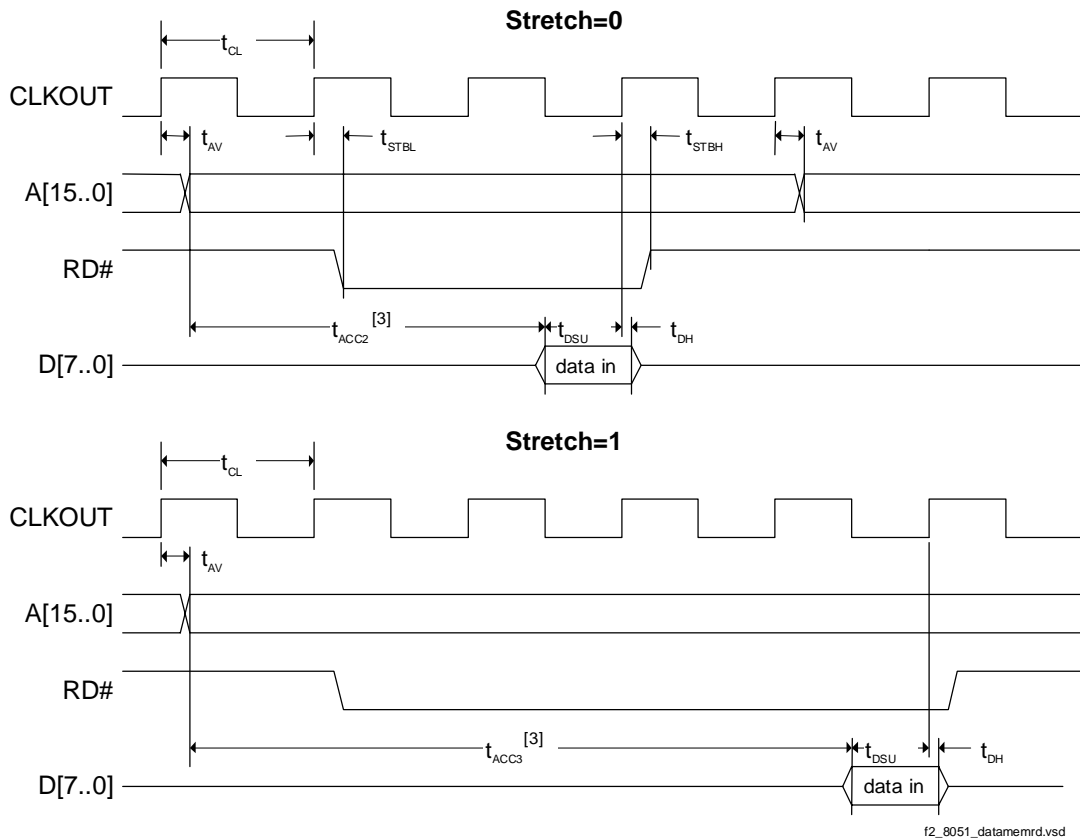 Stretch=0
tCL
CLKOUT
tAV tSTBL tSTBH tAV
A[15..0]
RD#
tACC2 [3] tDSU tDH
D[7..0] data in
Stretch=1
tCL
CLKOUT
tAV
A[15..0]
RD#
tACC3 [3] tDSU tDH
D[7..0] data in
f2_8051_datamemrd.vsd